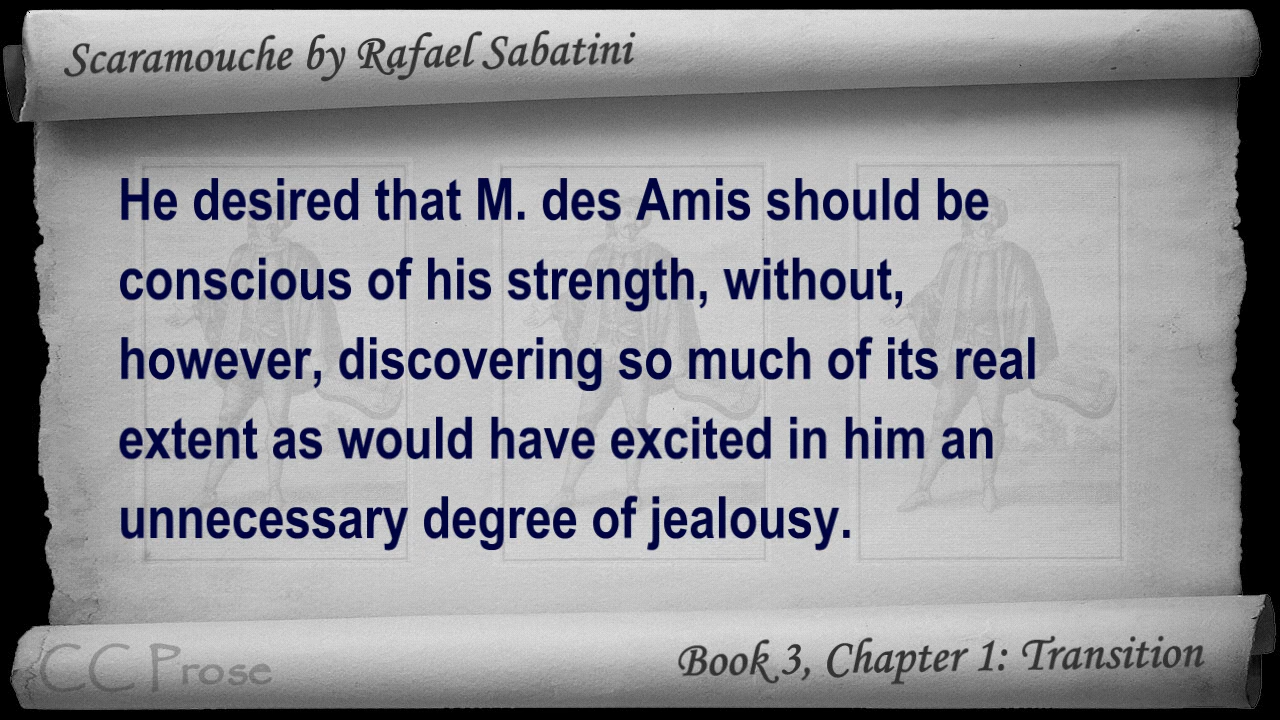 Scaramouche by Rafael Sabatini
He desired that M. des Amis should be
conscious of his strength, without,
however, discovering so much of its real
extent as would have excited in him an
unnecessary degree of jealousy.
CC Prose
Book 3, Chapter 1: Transition